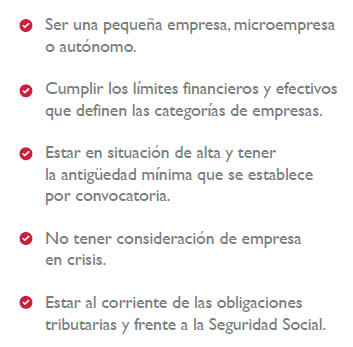 Ser una pequeña empresa, microempresa
o autónomo.
Cumplir los límites financieros y efectivos
que definen las categorías de empresas.
Estar en situación de alta y tener
la antigüedad mínima que se establece
por convocatoria.
No tener consideración de empresa
en crisis.
Estar al corriente de las obligaciones
tributarias y frente a la Seguridad Social.